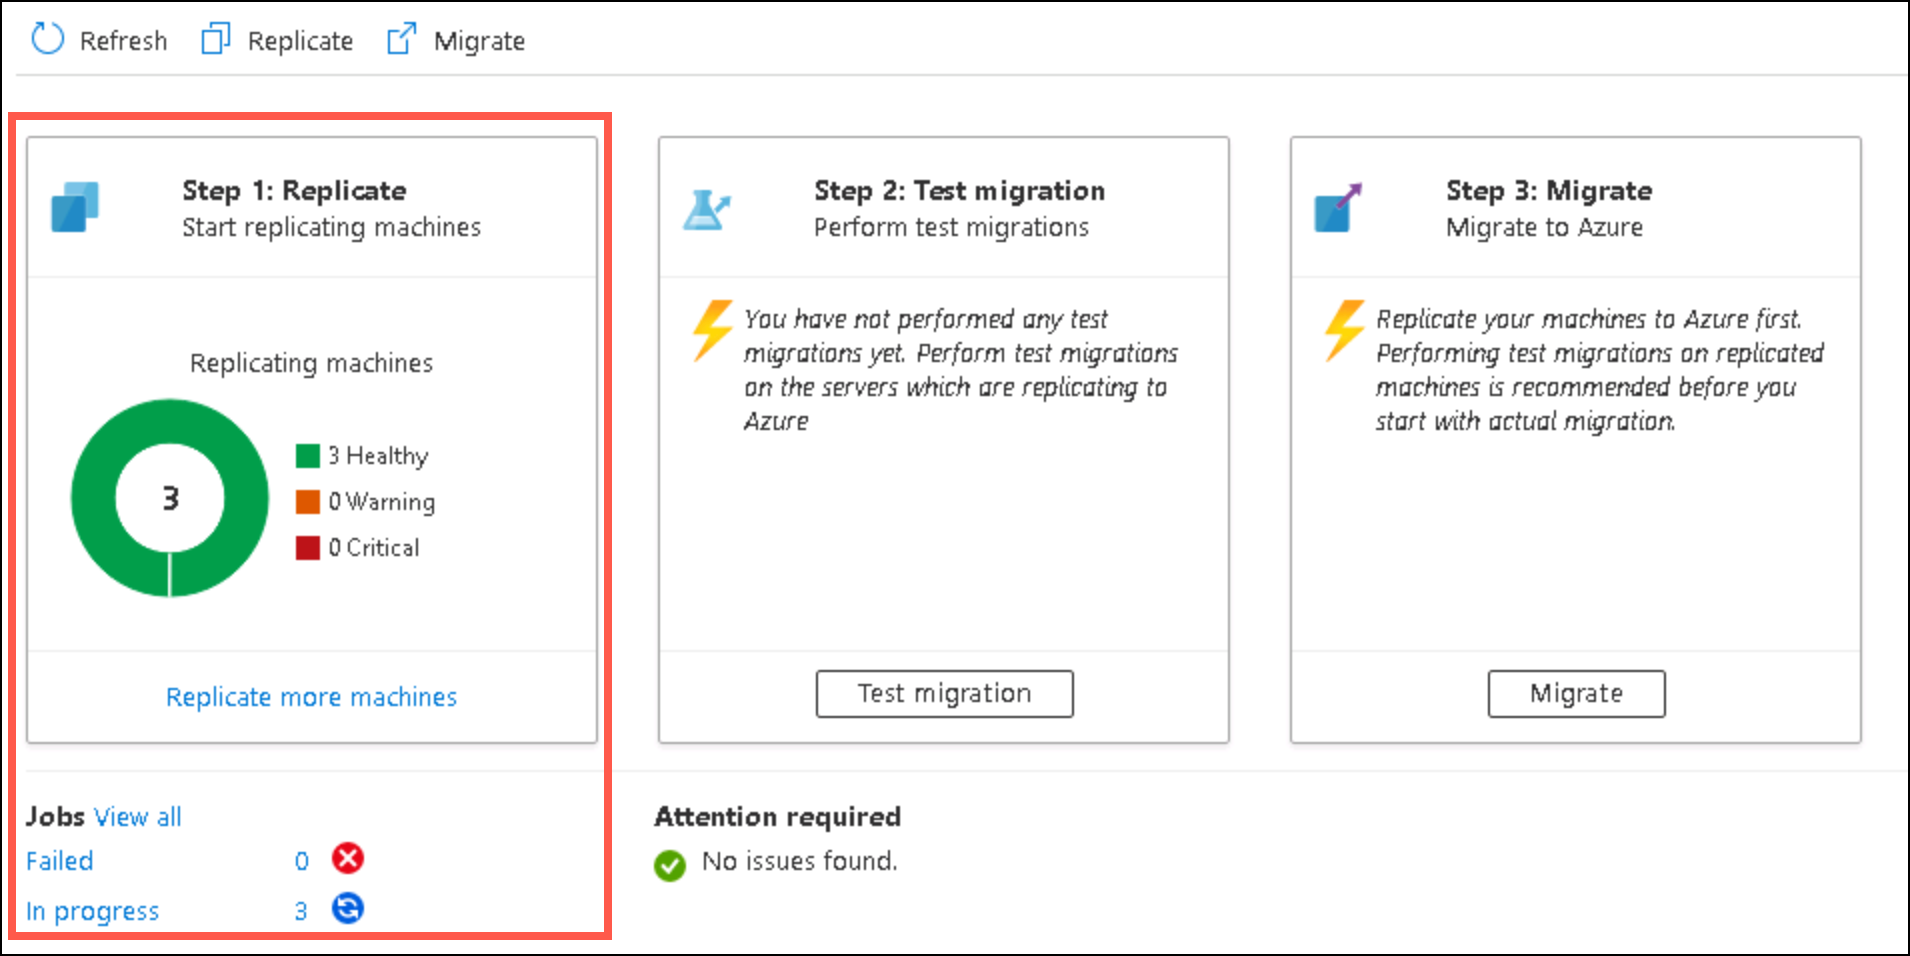 Refresh Replicate Migrate
Step 1: Replicate
Start replicating machines
Replicating machines
3
3 Healthy
0 Warning
0 Critical
Replicate more machines
Step 2: Test migration
Perform test migrations
You have not performed any test
migrations yet. Perform test migrations
on the servers which are replicating to
Azure
Test migration
Step 3: Migrate
Migrate to Azure
Replicate your machines to Azure first.
Performing test migrations on replicated
machines is recommended before you
start with actual migration.
Migrate
Jobs View all
Failed 0
In progress 3
Attention required
No issues found.